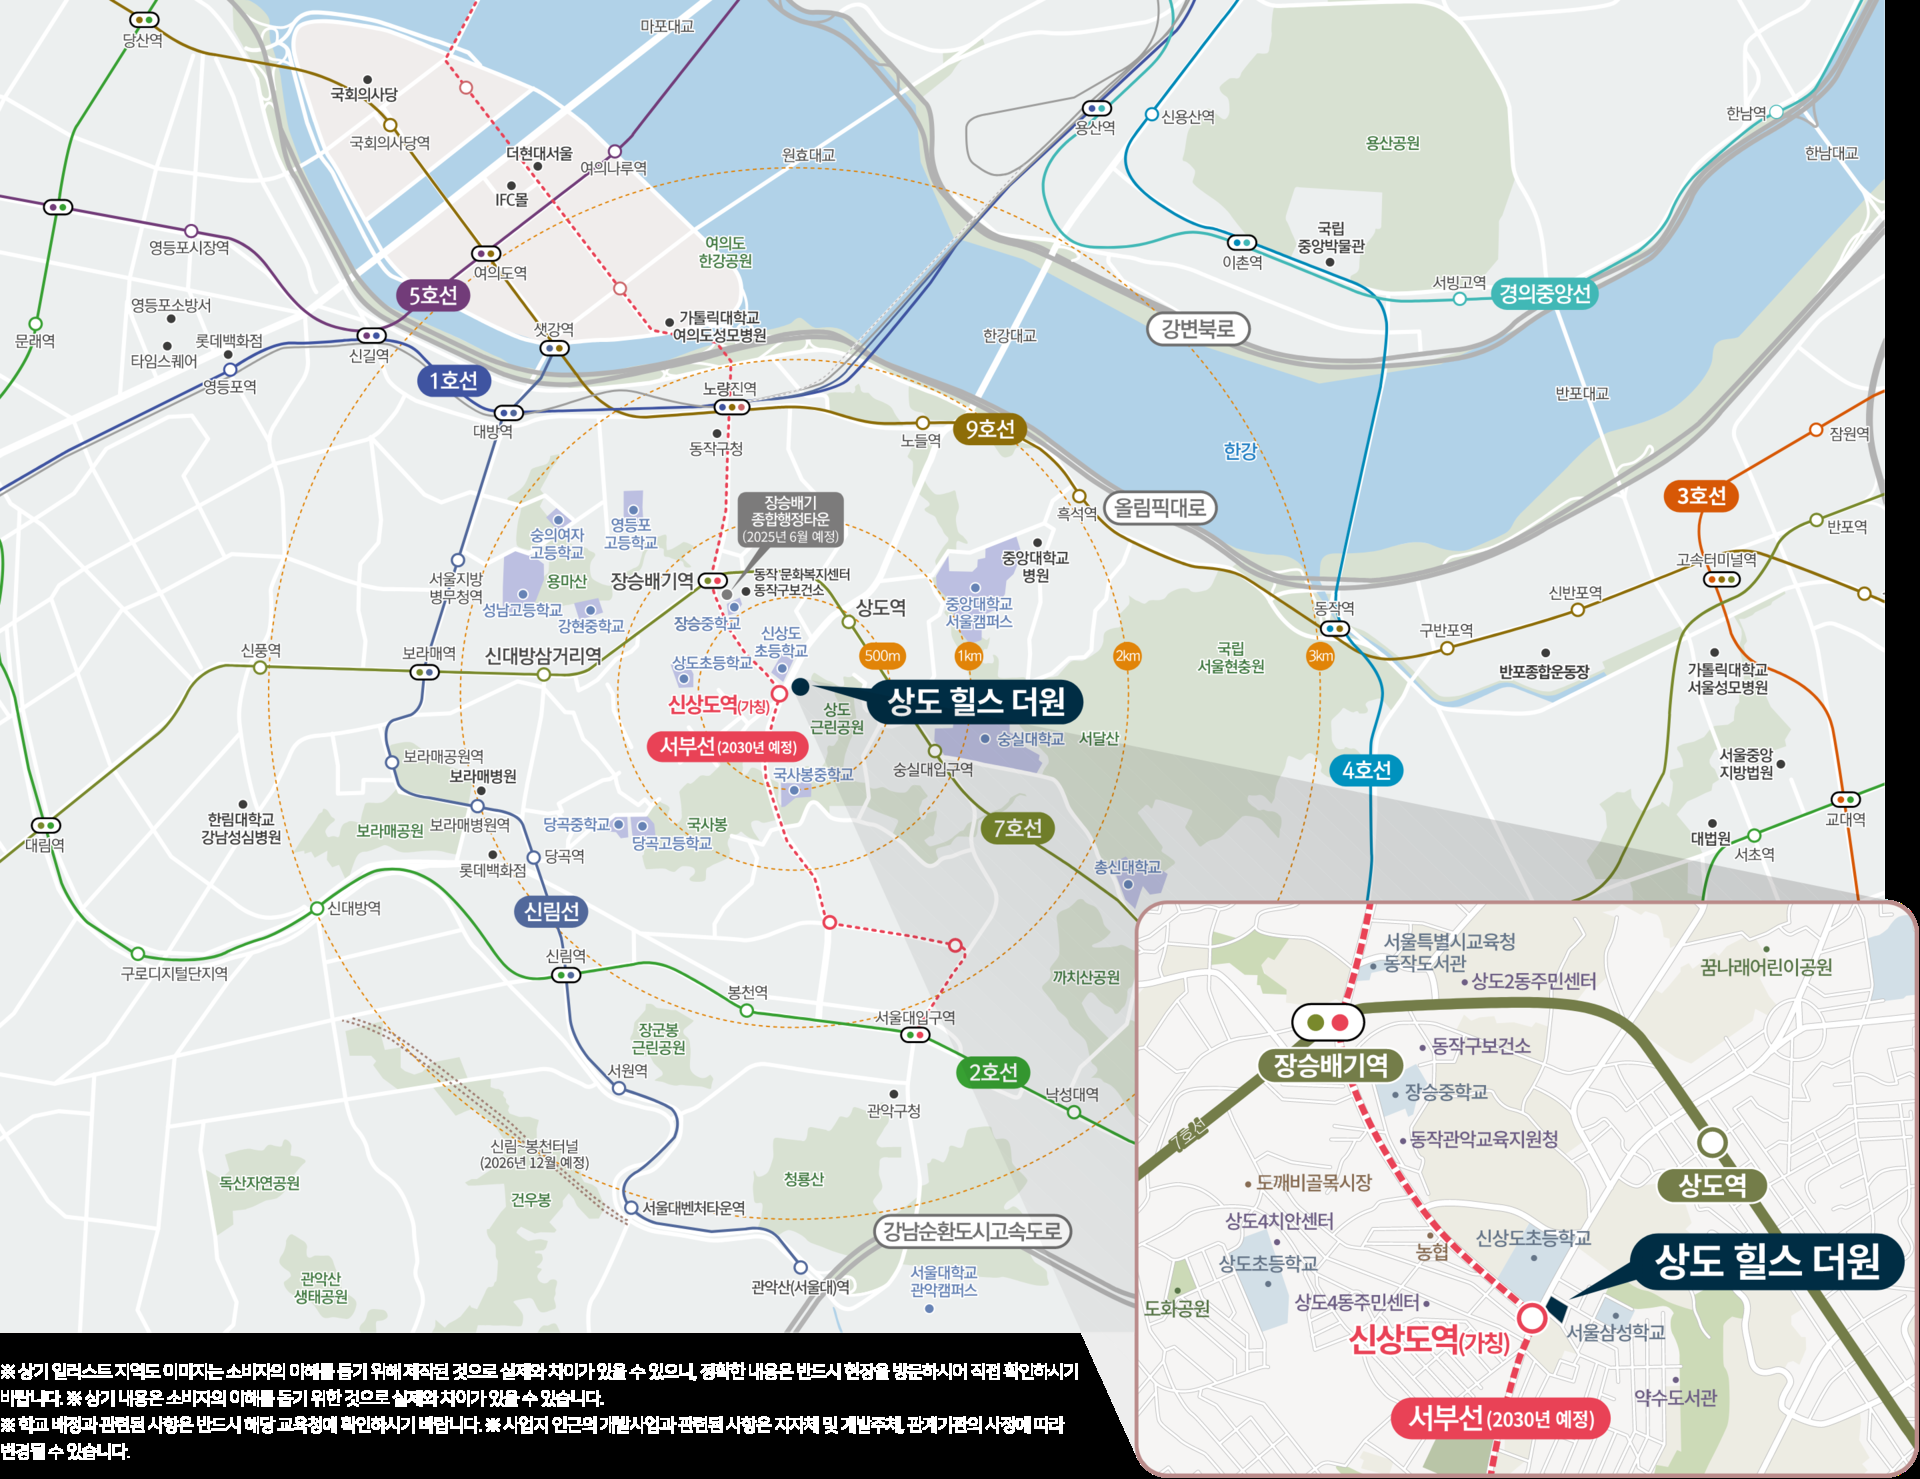 당산역
마포대교
국회의사당
국회의사당역
더현대서울
IFC몰
여의나루역
원효대교
용산역
신용산역
용산공원
한남역
한남대교
영등포시장역
여의도역
여의도
한강공원
이촌역
국립
중앙박물관
서빙고역
경의중앙선
5호선
영등포소방서
타임스퀘어
롯데백화점
영등포역
문래역
신길역
샛강역
가톨릭대학교
여의도성모병원
한강대교
강변북로
1호선
대방역
노량진역
동작구청
노들역
9호선
한강
반포대교
잠원역
3호선
반포역
고속터미널역
흑석역
올림픽대로
장승배기
종합행정타운
(2025년 6월 예정)
숭의여자
고등학교
영등포
고등학교
서울지방
병무청역
성남고등학교
용마산
강현중학교
장승배기역
동작 문화복지센터
동작구보건소
장승중학교
신상도
초등학교
상도역
중앙대학교
병원
중앙대학교
서울캠퍼스
동작역
신반포역
구반포역
반포종합운동장
가톨릭대학교
서울성모병원
신풍역
보라매역
신대방삼거리역
상도초등학교
500m
1km
2km
3km
국립
서울현충원
신상도역(가칭)
상도 힐스 더원
상도
근린공원
서부선(2030년 예정)
숭실대학교
서달산
숭실대입구역
국사봉중학교
4호선
서울중앙
지방법원
대법원
서초역
교대역
보라매공원역
보라매병원
보라매병원역
보라매공원
한림대학교
강남성심병원
대림역
당곡중학교
당곡고등학교
국사봉
7호선
총신대학교
롯데백화점
당곡역
신대방역
신림선
구로디지털단지역
신림역
봉천역
서울대입구역
까치산공원
장군봉
근린공원
2호선
낙성대역
서원역
관악구청
신림~봉천터널
(2026년 12월 예정)
독산자연공원
건우봉
청룡산
서울대벤처타운역
강남순환도시고속도로
관악산
생태공원
관악산(서울대)역
서울대학교
관악캠퍼스
서울특별시교육청
동작도서관
상도2동주민센터
꿈나래어린이공원
장승배기역
동작구보건소
장승중학교
7호선
동작관악교육지원청
도깨비골목시장
상도역
상도4치안센터
상도초등학교
농협
신상도초등학교
상도 힐스 더원
도화공원
상도4동주민센터
신상도역(가칭)
서울삼성학교
약수도서관
서부선(2030년 예정)
※ 상기 일러스트 지역도 이미지는 소비자의 이해를 돕기 위해 제작된 것으로 실제와 차이가 있을 수 있으니, 정확한 내용은 반드시 현장을 방문하시어 직접 확인하시기
바랍니다. ※ 상기 내용은 소비자의 이해를 돕기 위한 것으로 실제와 차이가 있을 수 있습니다.
※ 학교 배정과 관련된 사항은 반드시 해당 교육청에 확인하시기 바랍니다. ※ 사업지 인근의 개발사업과 관련된 사항은 지자체 및 개발주체, 관계기관의 사정에 따라
변경될 수 있습니다.